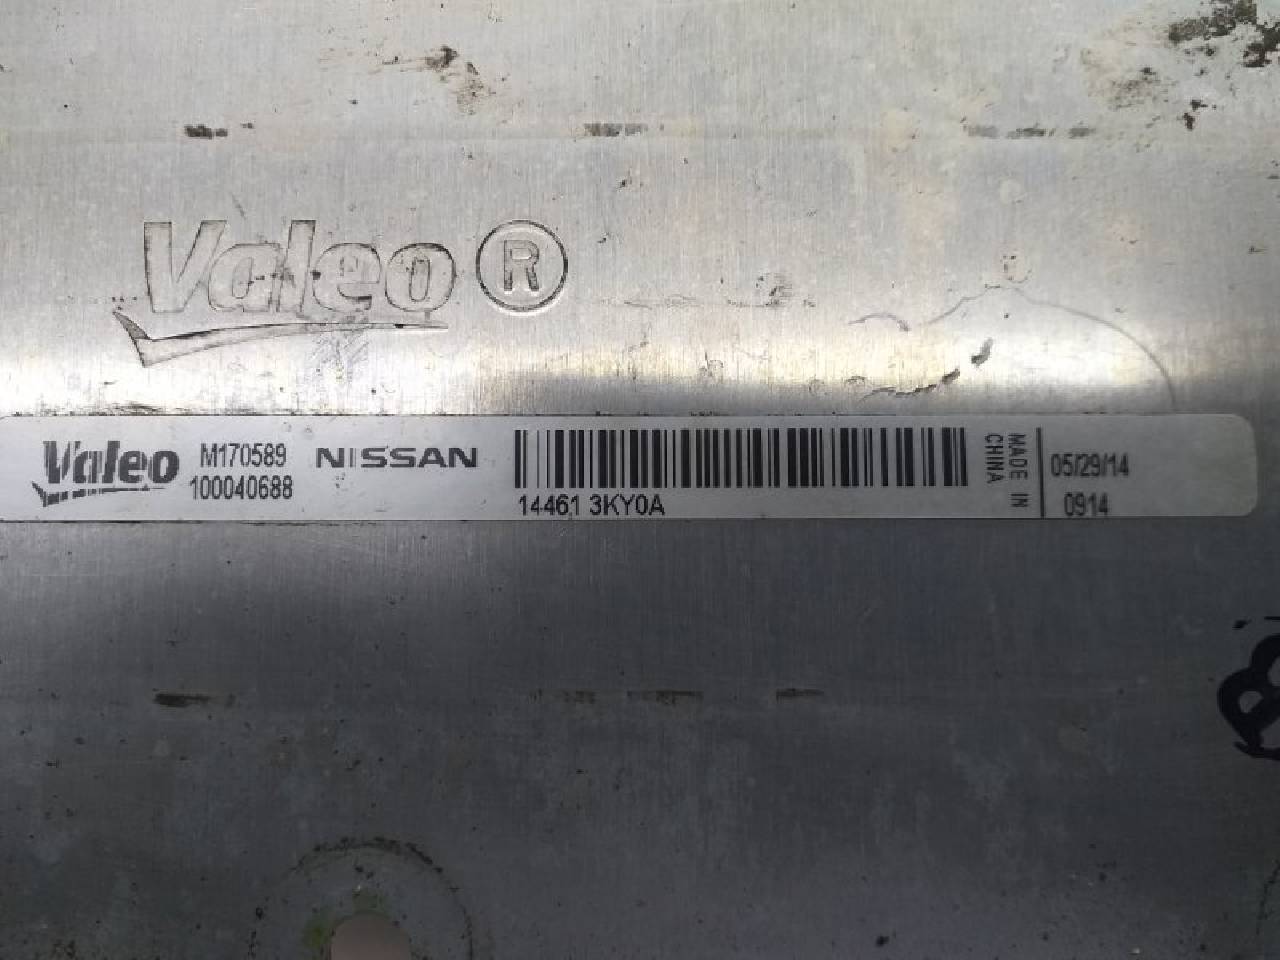 Valeo ®
Valeo M170589 NISSAN
100040688
14461 3KY0A
MADE IN
CHINA
05/29/14
0914